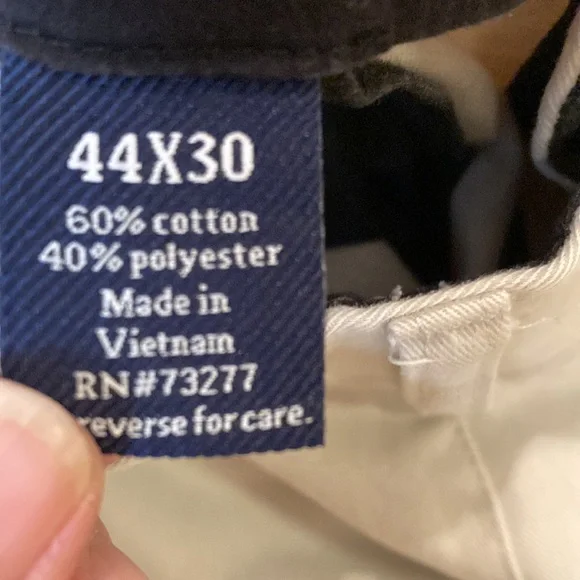 44X30
60% cotton
40% polyester
Made in
Vietnam
RN#73277
reverse for care.